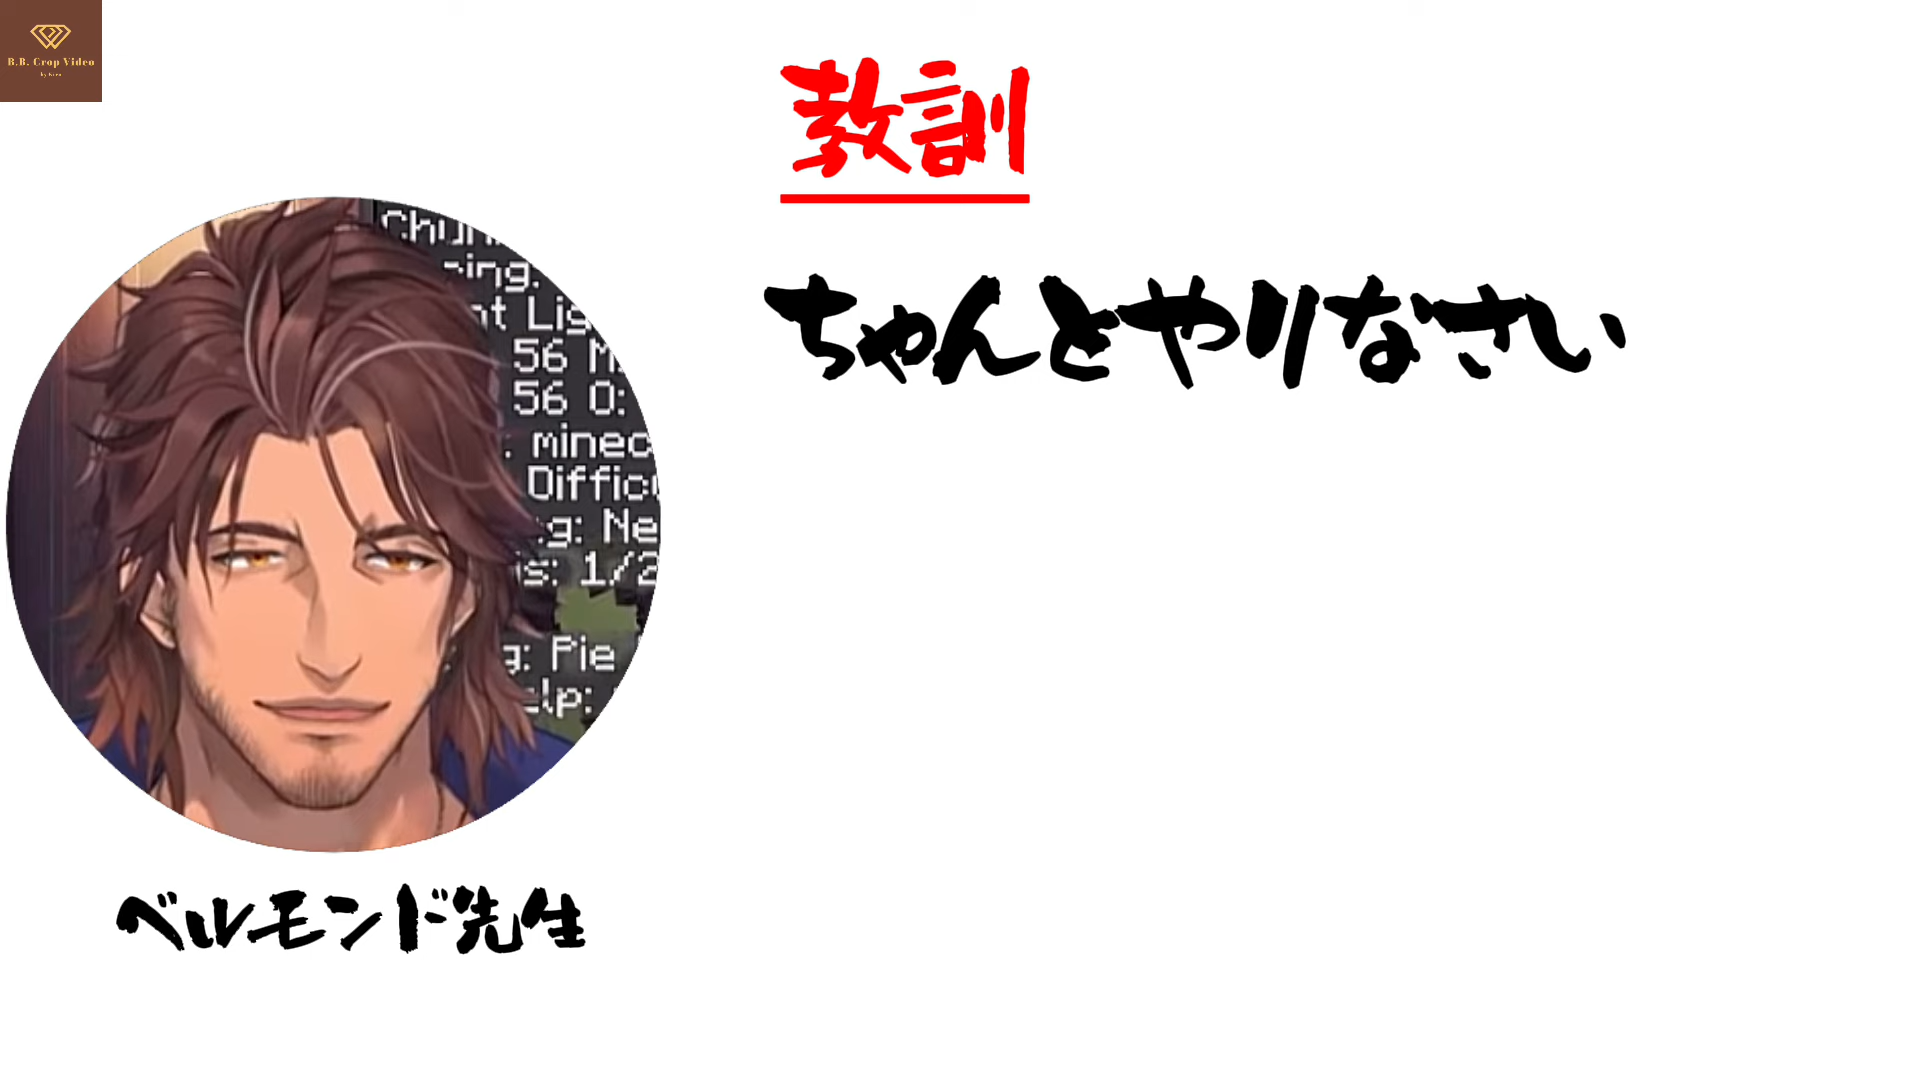 B.B. Crop Video
教訓
ちゃんとやりなさい
56
56 O:
minec
Diffic
g: Ne
s: 1/2
g: Pie
lp:
ベルモンド先生